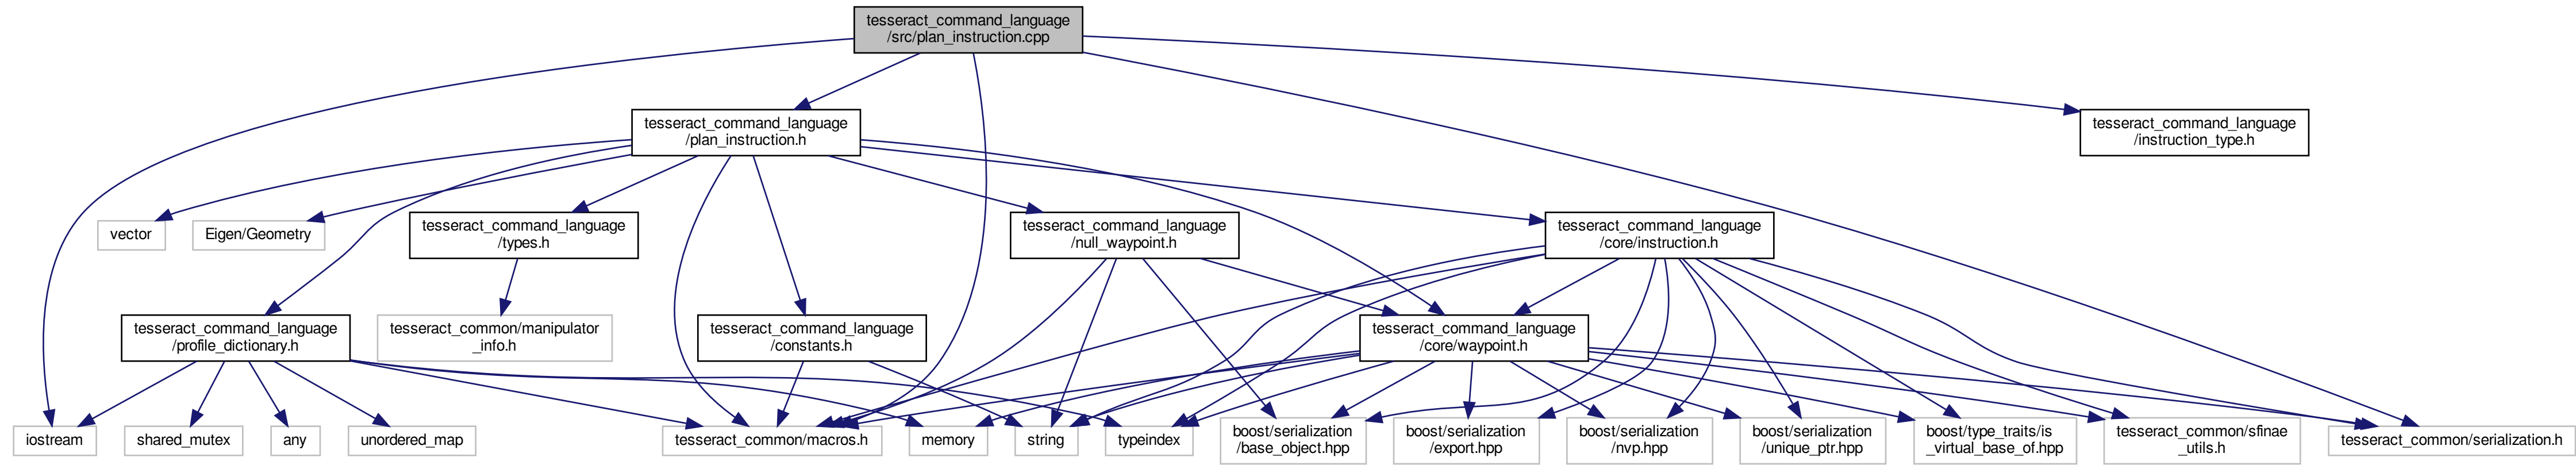 tesseract_command_language
/src/plan_instruction.cpp
tesseract_command_language
/plan_instruction.h
tesseract_command_language
/instruction_type.h
vector
Eigen/Geometry
tesseract_command_language
/types.h
tesseract_command_language
/null_waypoint.h
tesseract_command_language
/core/instruction.h
tesseract_command_language
/profile_dictionary.h
tesseract_common/manipulator
_info.h
tesseract_command_language
/constants.h
tesseract_command_language
/core/waypoint.h
iostream
shared_mutex
any
unordered_map
tesseract_common/macros.h
memory
string
typeindex
boost/serialization
/base_object.hpp
boost/serialization
/export.hpp
boost/serialization
/nvp.hpp
boost/serialization
/unique_ptr.hpp
boost/type_traits/is
_virtual_base_of.hpp
tesseract_common/sfinae
_utils.h
tesseract_common/serialization.h